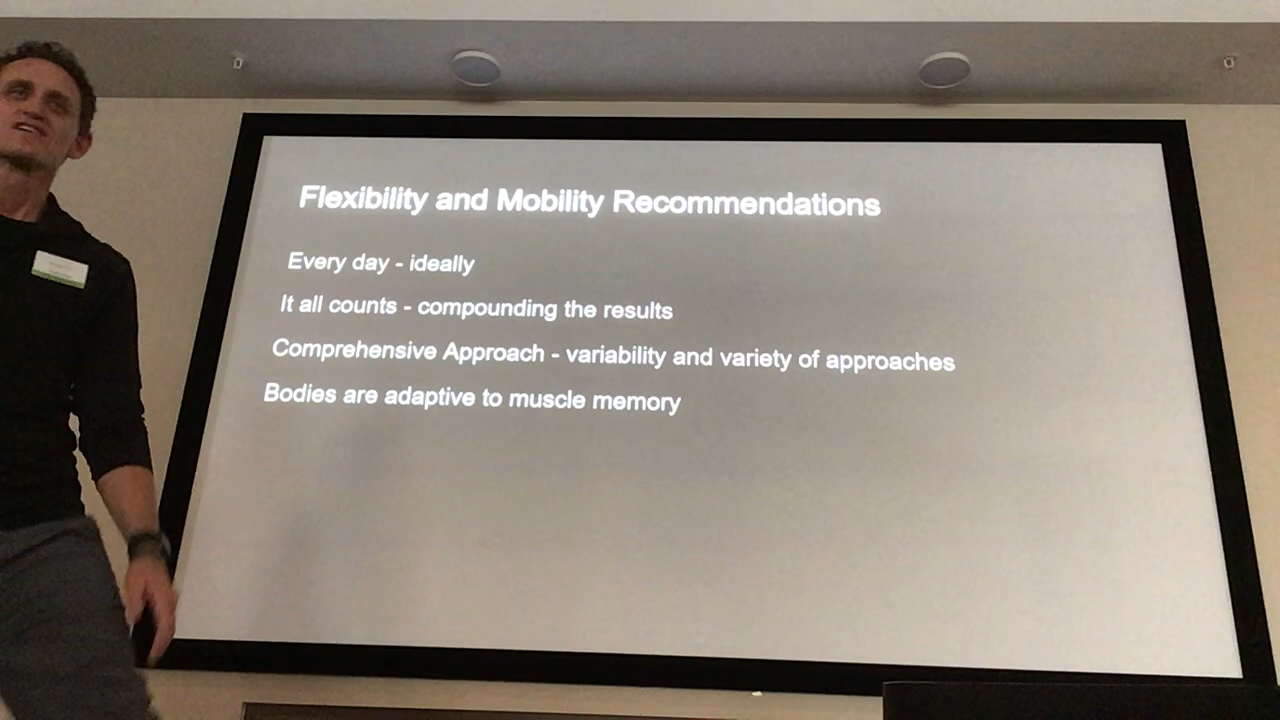 Flexibility and Mobility Recommendations
Every day - ideally
It all counts - compounding the results
Comprehensive Approach - variability and variety of approaches
Bodies are adaptive to muscle memory